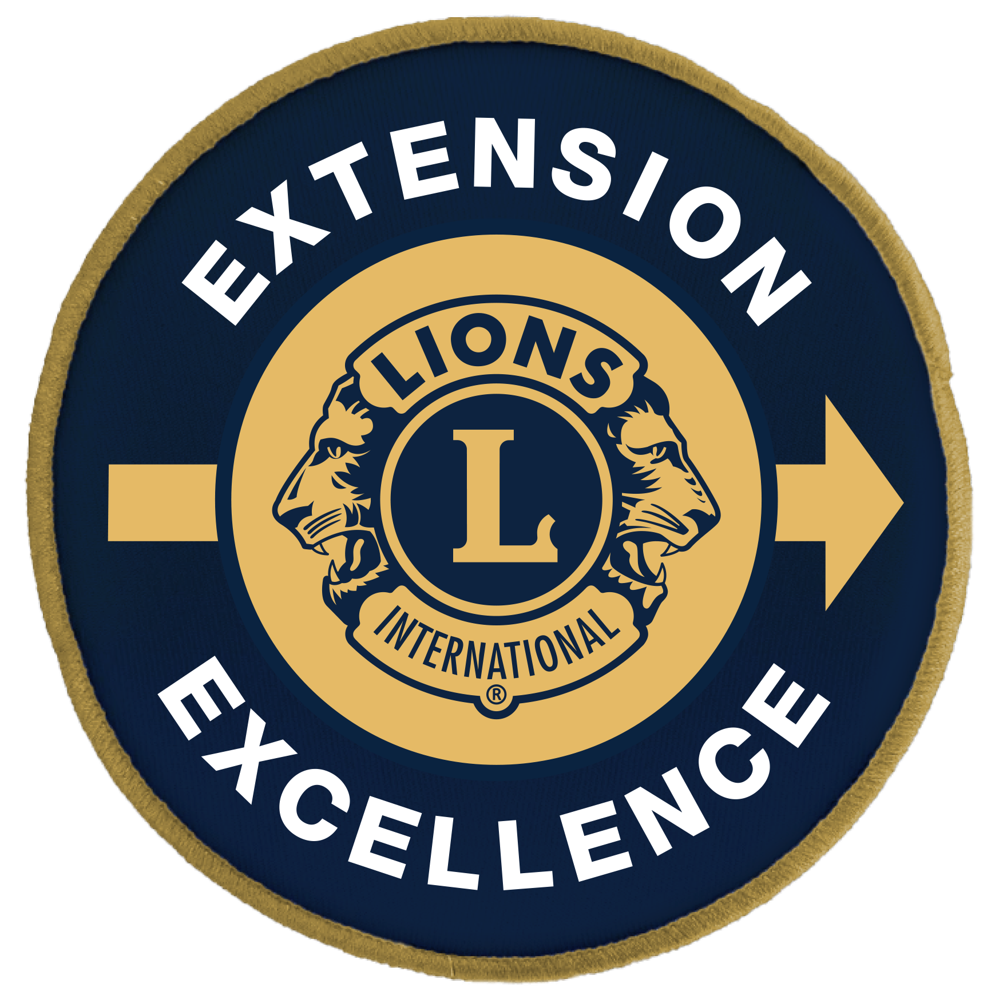 EXTENSION
LIONS
L
INTERNATIONAL
®
EXCELLENCE